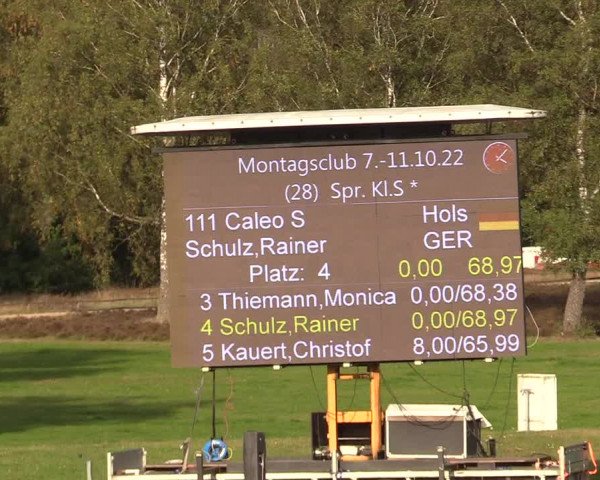 Montagsclub 7.-11.10.22
(28) Spr. Kl.S *
111 Caleo S Hols
Schulz,Rainer GER
Platz: 4 0,00 68,97
3 Thiemann,Monica 0,00/68,38
4 Schulz,Rainer 0,00/68,97
5 Kauert,Christof 8,00/65,99